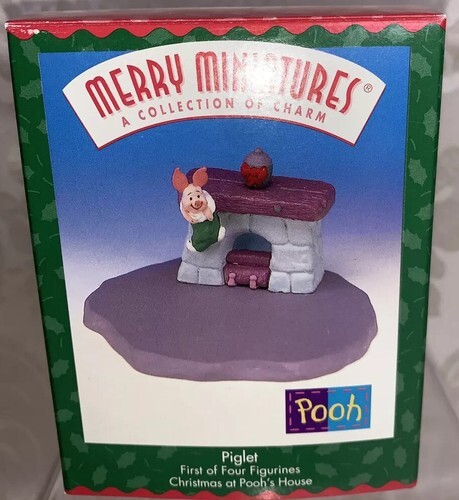 MERRY MINIATURES®
A COLLECTION OF CHARM
Pooh
Piglet
First of Four Figurines
Christmas at Pooh's House